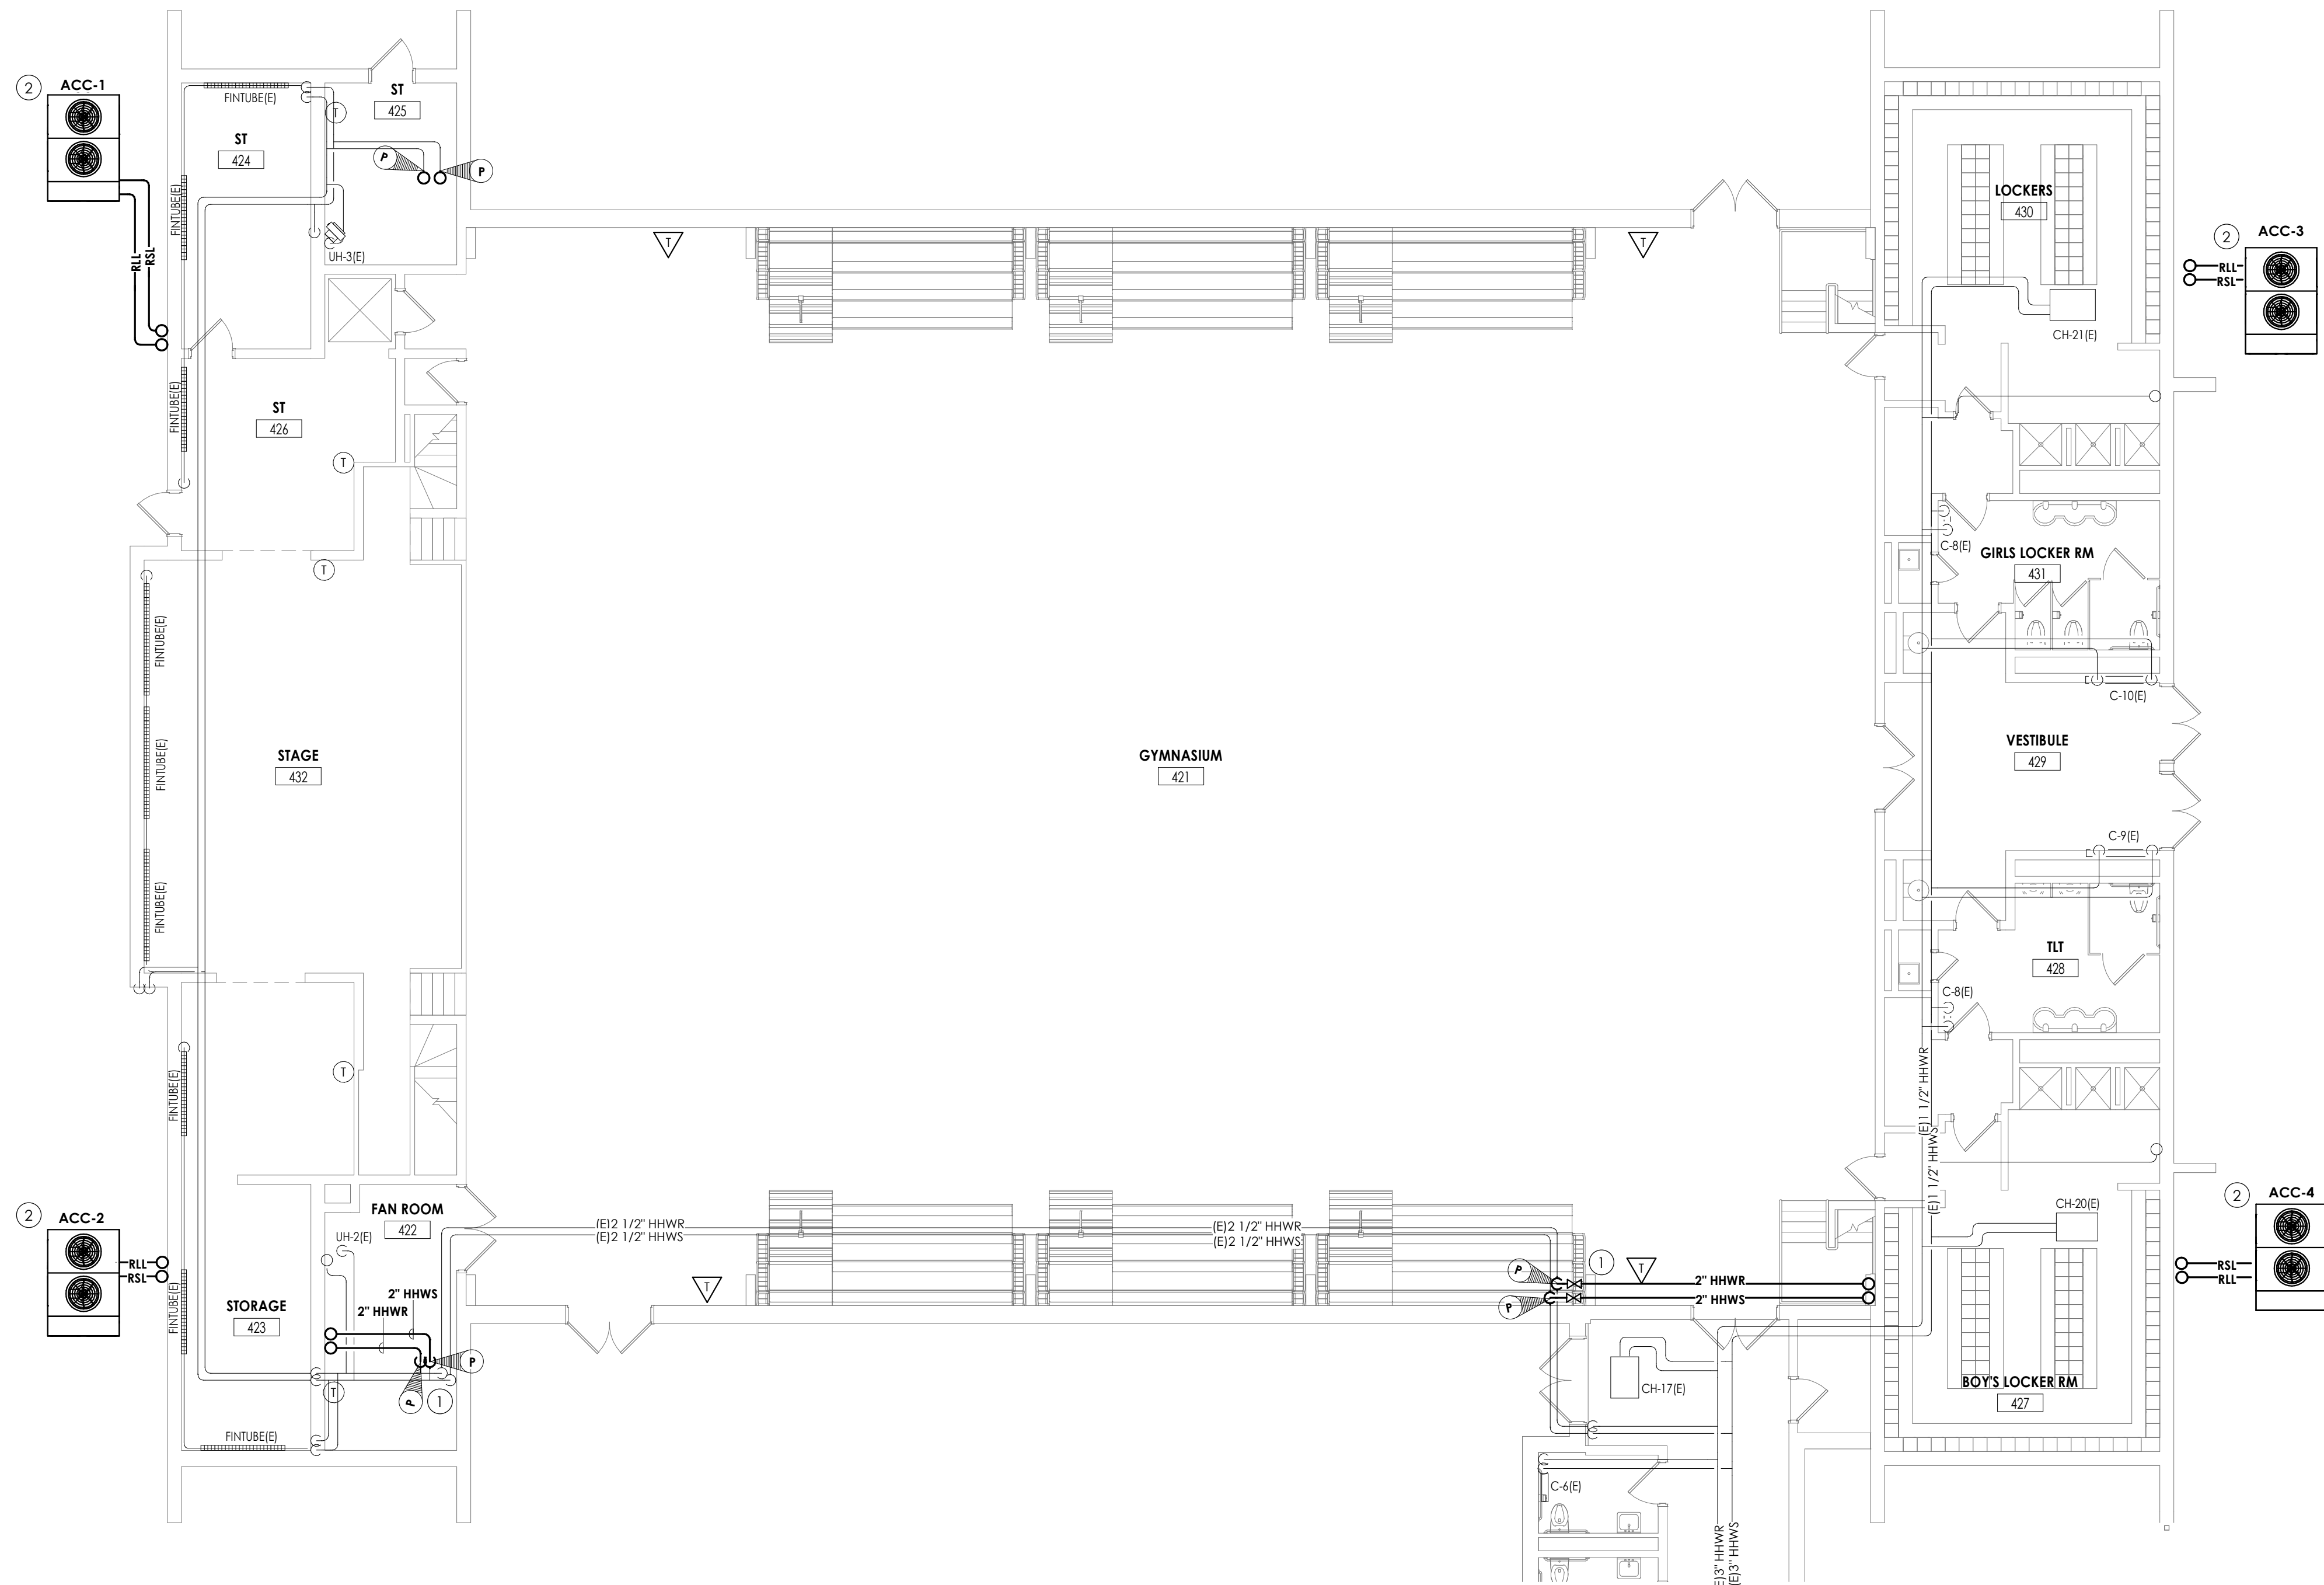 2
ACC-1
FINTUBE(E)
T
ST
425
ST
424
P
P
FINTUBE(E)
RLL
RSL
UH-3(E)
T
T
LOCKERS
430
2
ACC-3
RLL
RSL
CH-21(E)
FINTUBE(E)
ST
426
T
T
C-8(E)
GIRLS LOCKER RM
431
FINTUBE(E)
C-10(E)
STAGE
432
FINTUBE(E)
GYMNASIUM
421
VESTIBULE
429
C-9(E)
FINTUBE(E)
TLT
428
C-8(E)
FINTUBE(E)
T
(E)1 1/2" HHWR
(E)1 1/2" HHWS
2
ACC-2
RLL
RSL
FAN ROOM
422
UH-2(E)
(E)2 1/2" HHWR
(E)2 1/2" HHWS
(E)2 1/2" HHWR
(E)2 1/2" HHWS
CH-20(E)
2
ACC-4
RSL
RLL
P
1
T
T
2" HHWR
2" HHWS
P
FINTUBE(E)
STORAGE
423
2" HHWS
2" HHWR
P
P
1
T
CH-17(E)
BOY'S LOCKER RM
427
FINTUBE(E)
C-6(E)
E)3" HHWR
(E)3" HHWS